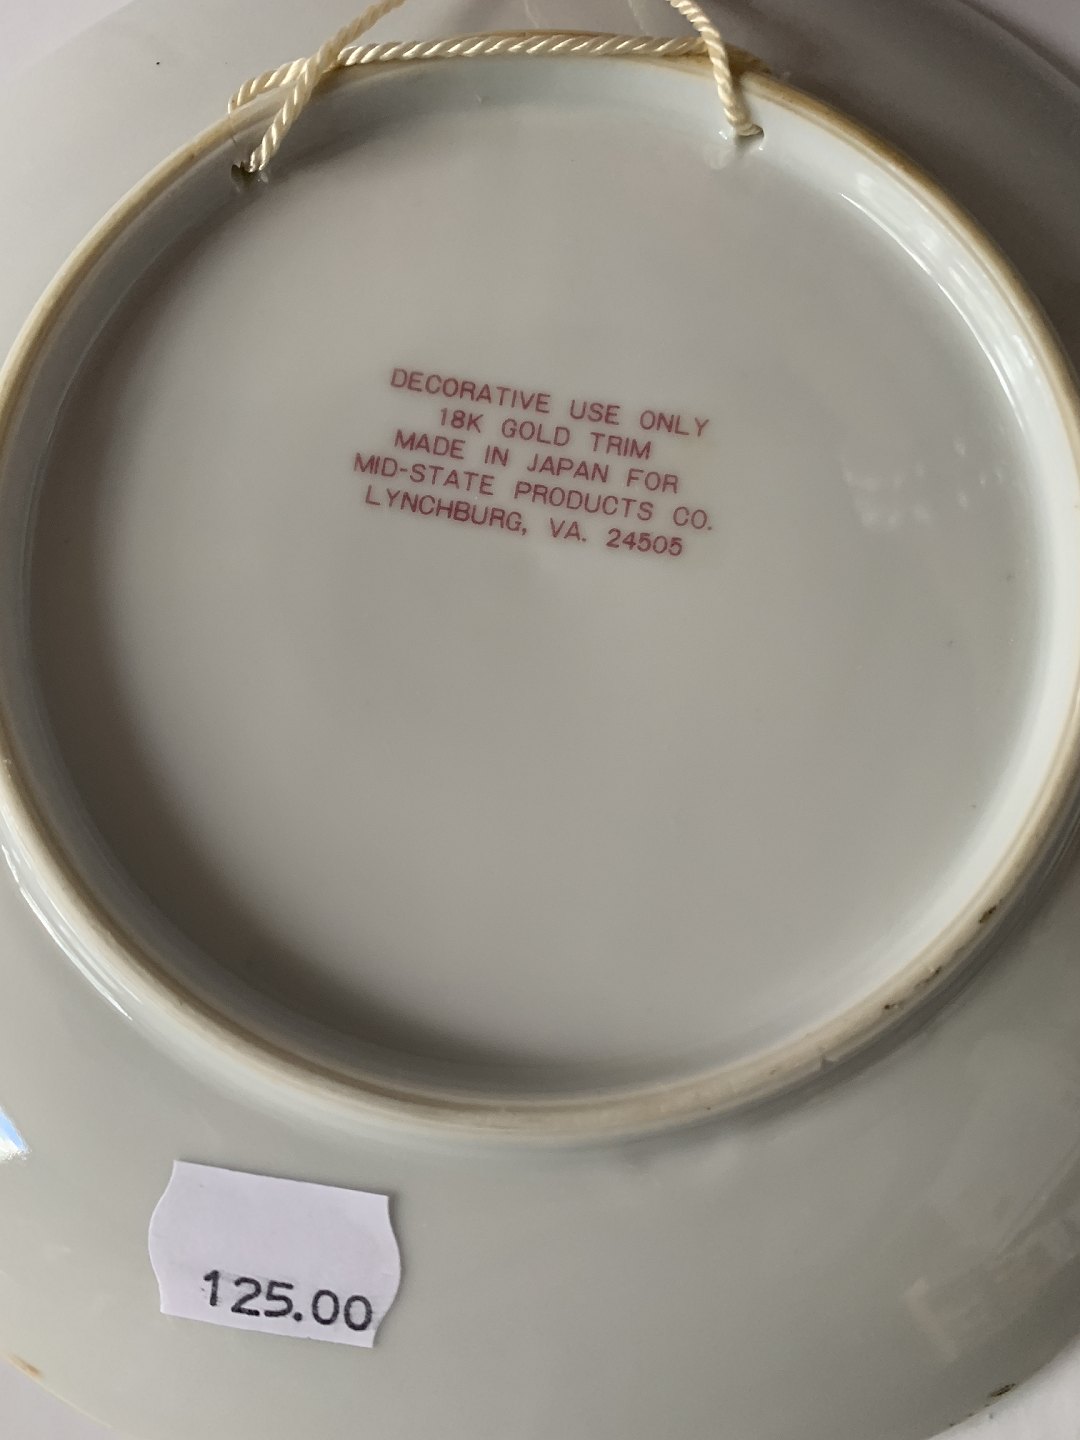 DECORATIVE USE ONLY
18K GOLD TRIM
MADE IN JAPAN FOR
MID-STATE PRODUCTS CO.
LYNCHBURG, VA. 24505
125.00